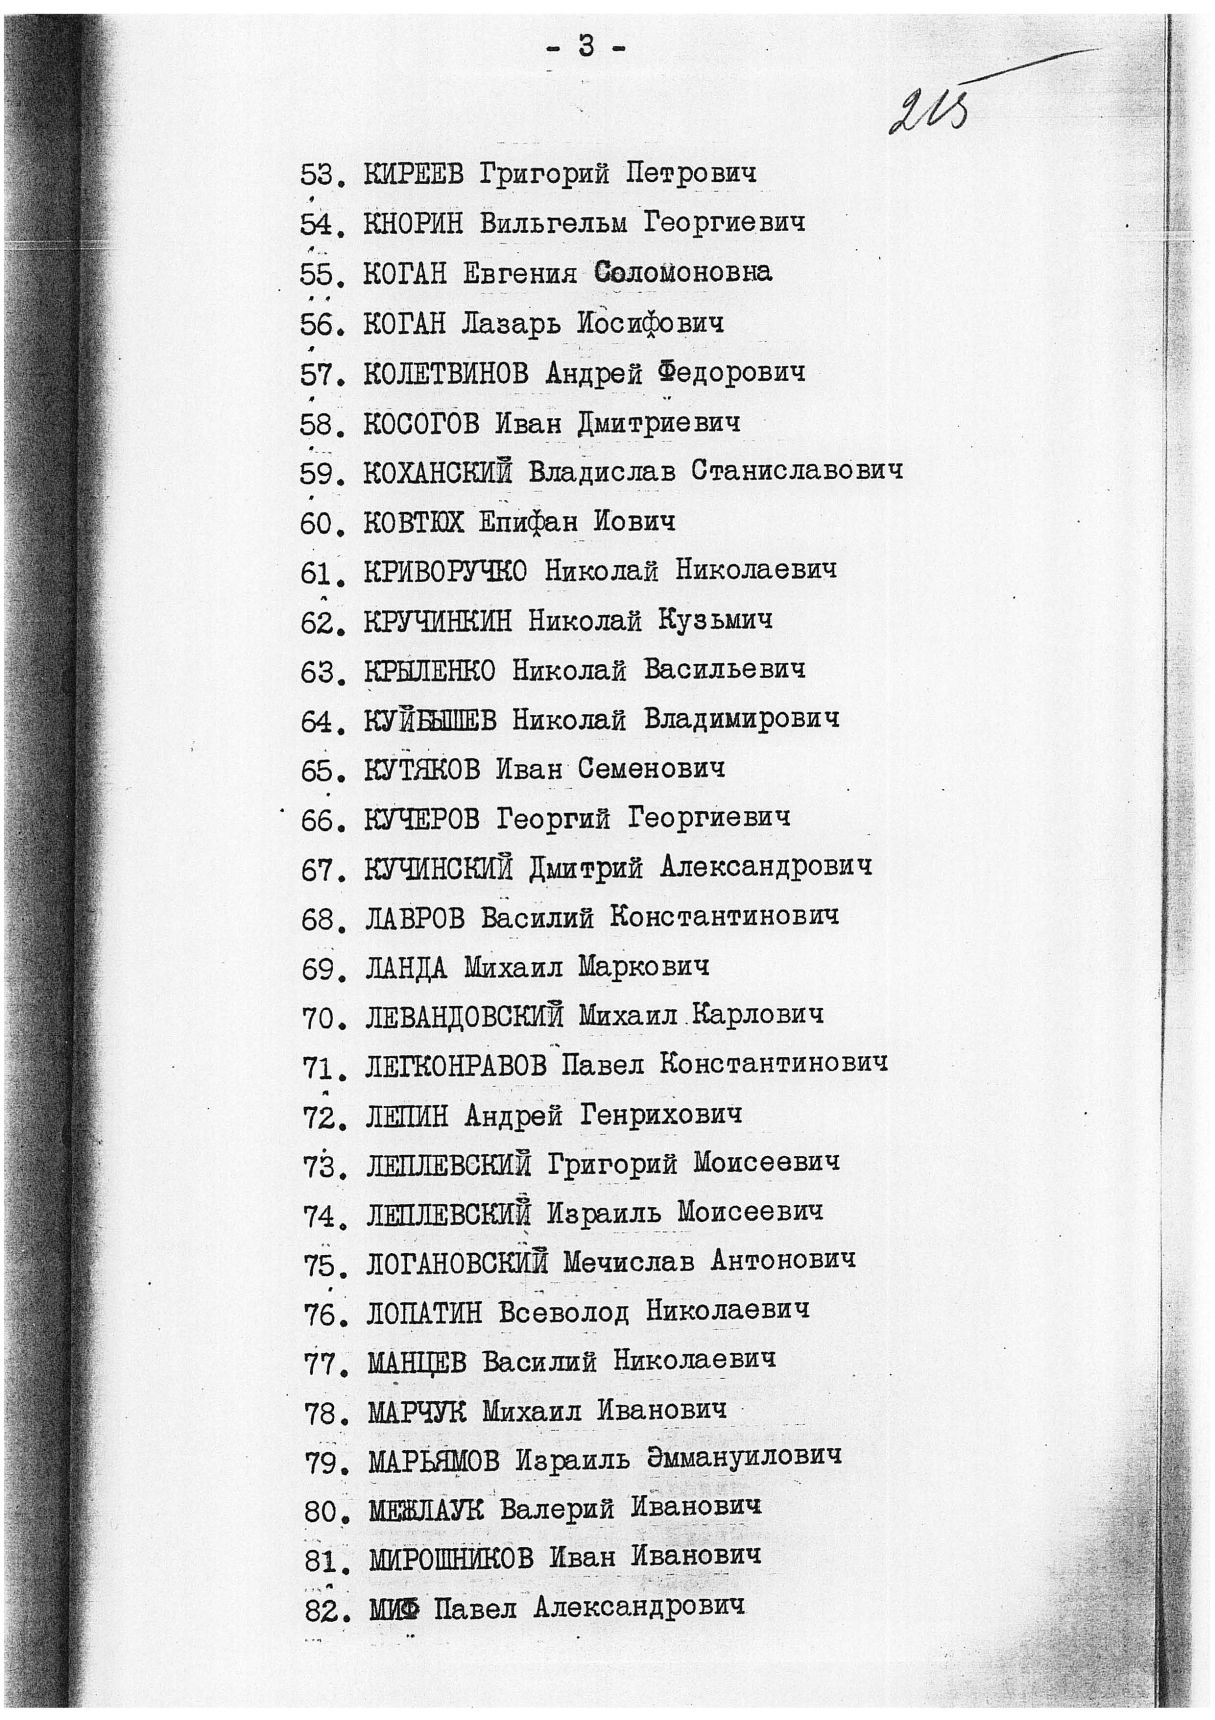 - 3 -
215
53. КИРЕЕВ Григорий Петрович
54. КНОРИН Вильгельм Георгиевич
55. КОГАН Евгения Соломоновна
56. КОГАН Лазарь Иосифович
57. КОЛЕТВИНОВ Андрей Федорович
58. КОСОГОВ Иван Дмитриевич
59. КОХАНСКИЙ Владислав Станиславович
60. КОВТЮХ Епифан Иович
61. КРИВОРУЧКО Николай Николаевич
62. КРУЧИНКИН Николай Кузьмич
63. КРЫЛЕНКО Николай Васильевич
64. КУЙБЫШЕВ Николай Владимирович
65. КУТЯКОВ Иван Семенович
66. КУЧЕРОВ Георгий Георгиевич
67. КУЧИНСКИЙ Дмитрий Александрович
68. ЛАВРОВ Василий Константинович
69. ЛАНДА Михаил Маркович
70. ЛЕВАНДОВСКИЙ Михаил Карлович
71. ЛЕГКОНРАВОВ Павел Константинович
72. ЛЕПИН Андрей Генрихович
73. ЛЕПЛЕВСКИЙ Григорий Моисеевич
74. ЛЕПЛЕВСКИЙ Израиль Моисеевич
75. ЛОГАНОВСКИЙ Мечислав Антонович
76. ЛОПАТИН Всеволод Николаевич
77. МАНЦЕВ Василий Николаевич
78. МАРЧУК Михаил Иванович
79. МАРЬЯМОВ Израиль Эммануилович
80. МЕЖЛАУК Валерий Иванович
81. МИРОШНИКОВ Иван Иванович
82. МИФ Павел Александрович